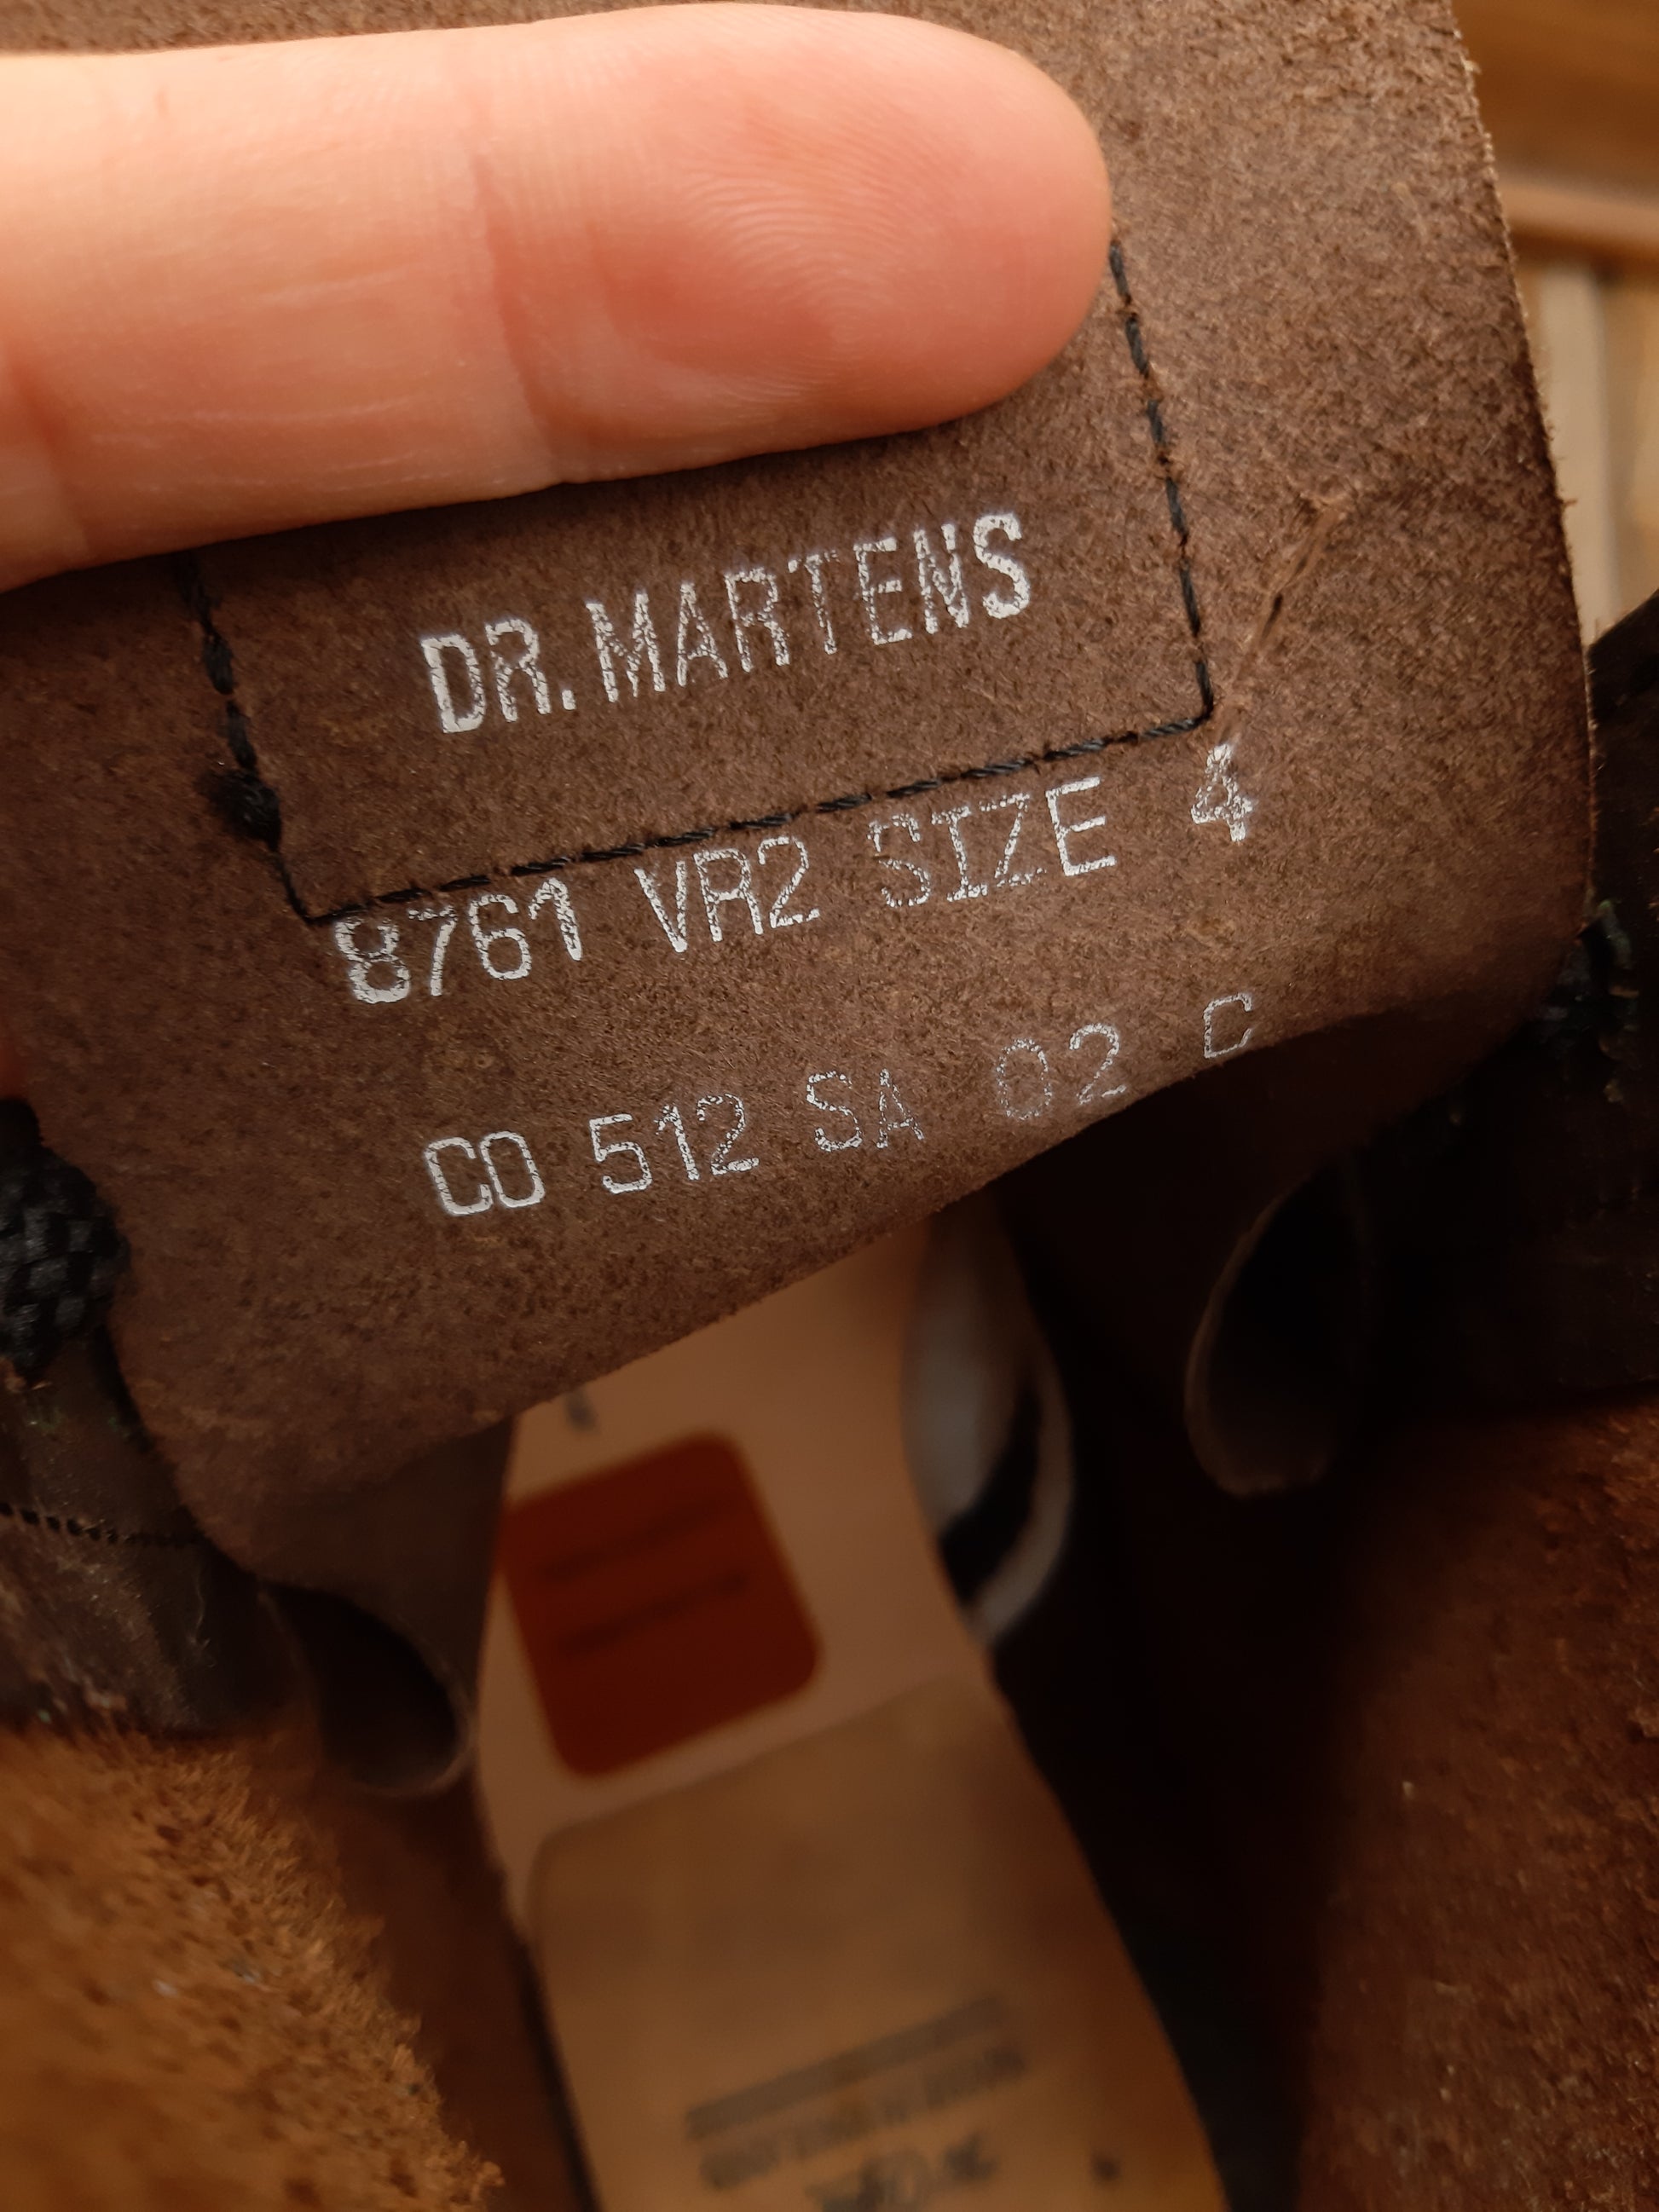 DR.MARTENS
8761 VR2 SIZE 4
CO 512 SA 02 C